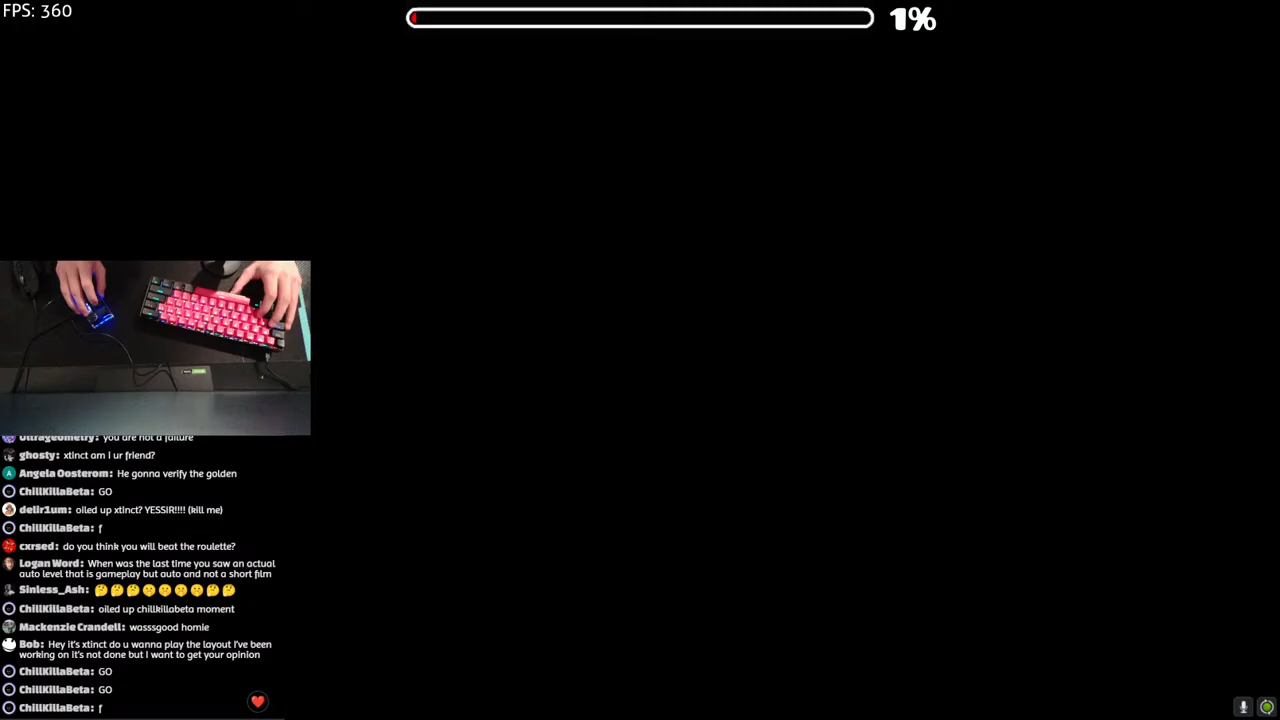 FPS: 360
1%
Ultrageometry: you are not a failure
ghosty: xtinct am i ur friend?
A Angela Oosterom: He gonna verify the golden
ChillKillaBeta: GO
delir1um: oiled up xtinct? YESSIR!!!! (kill me)
ChillKillaBeta: f
cxrsed: do you think you will beat the roulette?
Logan Word: When was the last time you saw an actual
auto level that is gameplay but auto and not a short film
Sinless_Ash: 🤔🤔🤔🤫🤫🤫🤫🤔🤔
ChillKillaBeta: oiled up chillkillabeta moment
Mackenzie Crandell: wasssgood homie
Bob: Hey it's xtinct do u wanna play the layout I've been
working on it's not done but I want to get your opinion
ChillKillaBeta: GO
ChillKillaBeta: GO
ChillKillaBeta: f